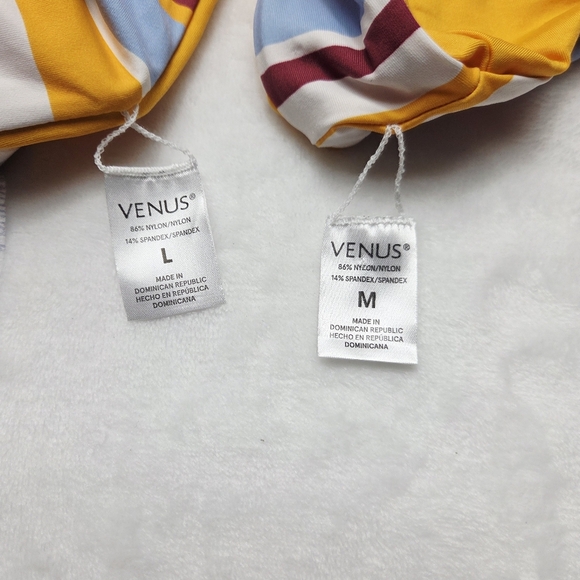 VENUS®
86% NYLON/NYLON
14% SPANDEX/SPANDEX
L
MADE IN
DOMINICAN REPUBLIC
HECHO EN REPÚBLICA
DOMINICANA
VENUS®
86% NYLON/NYLON
14% SPANDEX/SPANDEX
M
MADE IN
DOMINICAN REPUBLIC
HECHO EN REPÚBLICA
DOMINICANA